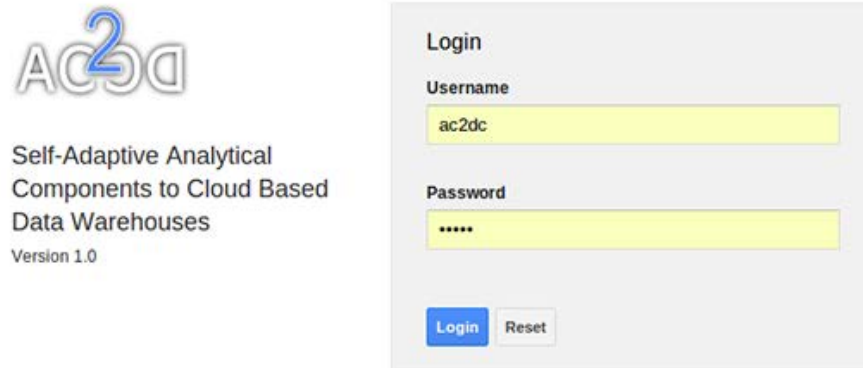 AC2DC
Self-Adaptive Analytical
Components to Cloud Based
Data Warehouses
Version 1.0
Login
Username
ac2dc
Password
•••••
Login Reset